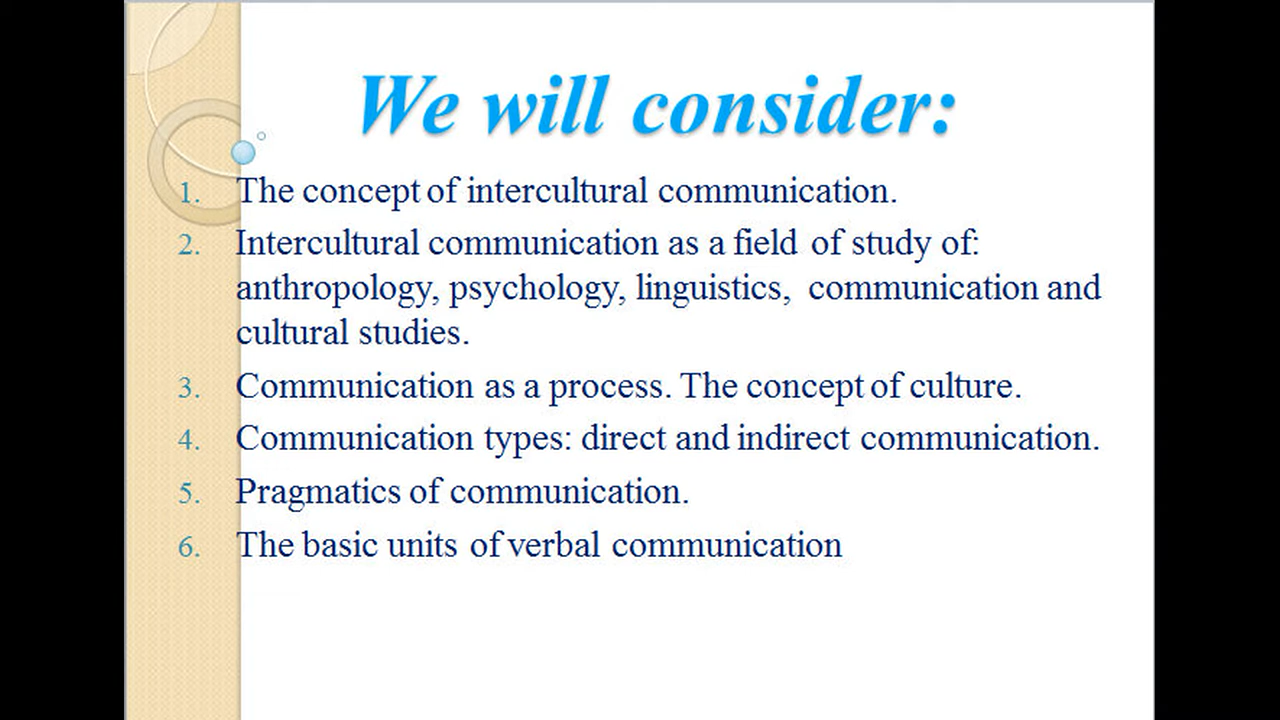 We will consider:
1. The concept of intercultural communication.
2. Intercultural communication as a field of study of:
anthropology, psychology, linguistics, communication and
cultural studies.
3. Communication as a process. The concept of culture.
4. Communication types: direct and indirect communication.
5. Pragmatics of communication.
6. The basic units of verbal communication